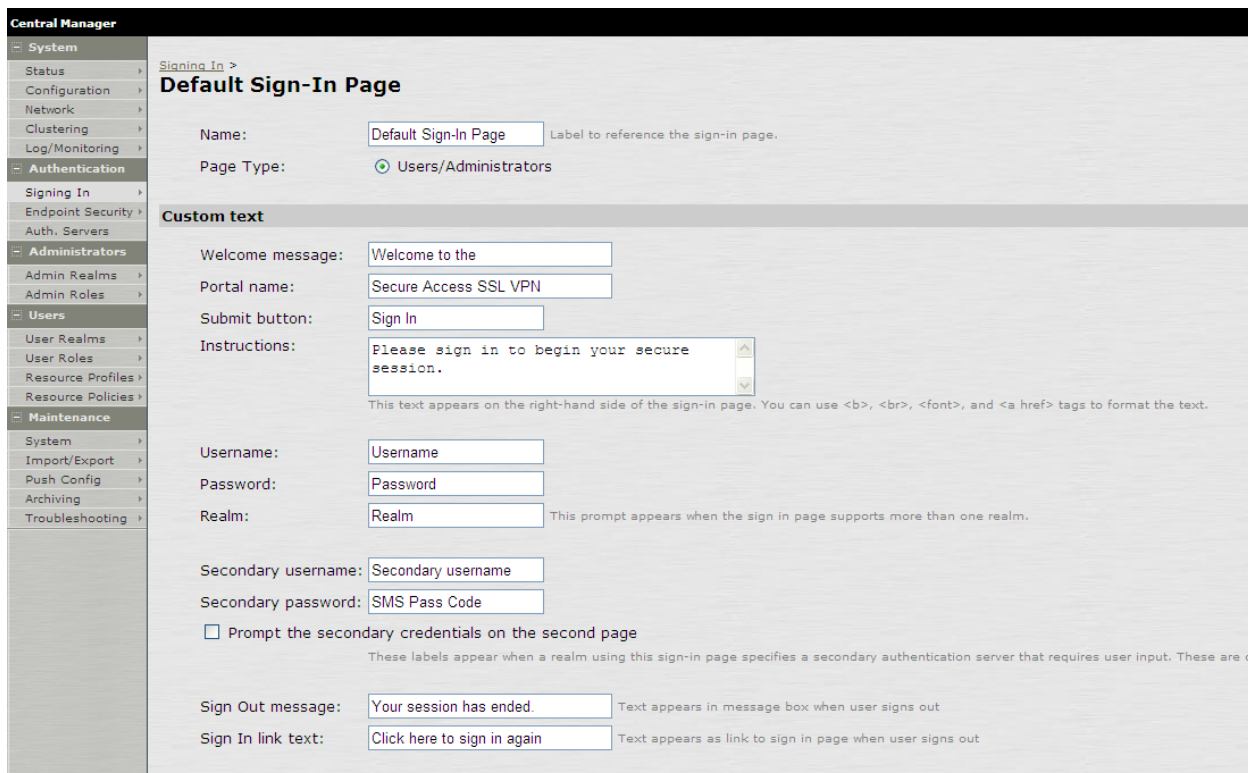 Central Manager
System
Status
Configuration
Network
Clustering
Log/Monitoring
Authentication
Signing In
Endpoint Security
Auth. Servers
Administrators
Admin Realms
Admin Roles
Users
User Realms
User Roles
Resource Profiles
Resource Policies
Maintenance
System
Import/Export
Push Config
Archiving
Troubleshooting
Signing In >
Default Sign-In Page
Name: Default Sign-In Page Label to reference the sign-in page.
Page Type: Users/Administrators
Custom text
Welcome message: Welcome to the
Portal name: Secure Access SSL VPN
Submit button: Sign In
Instructions: Please sign in to begin your secure
session.
This text appears on the right-hand side of the sign-in page. You can use <b>, <br>, <font>, and <a href> tags to format the text.
Username: Username
Password: Password
Realm: Realm This prompt appears when the sign in page supports more than one realm.
Secondary username: Secondary username
Secondary password: SMS Pass Code
Prompt the secondary credentials on the second page
These labels appear when a realm using this sign-in page specifies a secondary authentication server that requires user input. These are
Sign Out message: Your session has ended. Text appears in message box when user signs out
Sign In link text: Click here to sign in again Text appears as link to sign in page when user signs out